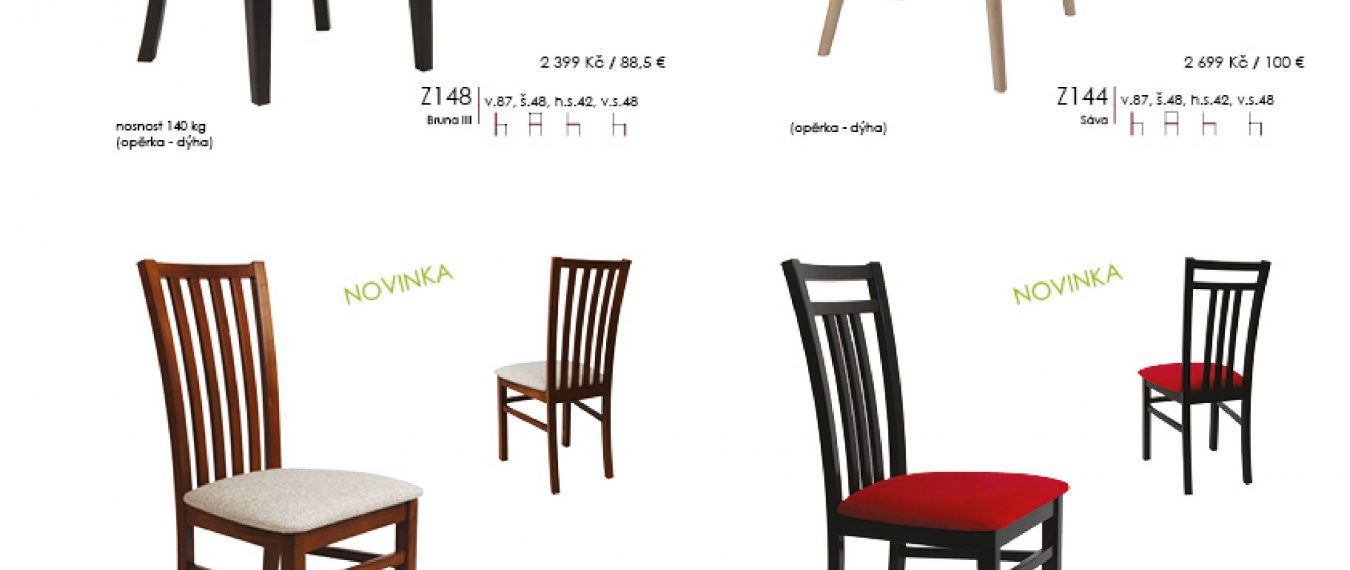 2 399 Kč / 88,5 €
Z148
v.87, š.48, h.s.42, v.s.48
Bruna III
nosnost 140 kg
(opěrka - dýha)
2 699 Kč / 100 €
Z144
v.87, š.48, h.s.42, v.s.48
Sáva
(opěrka - dýha)
NOVINKA
NOVINKA